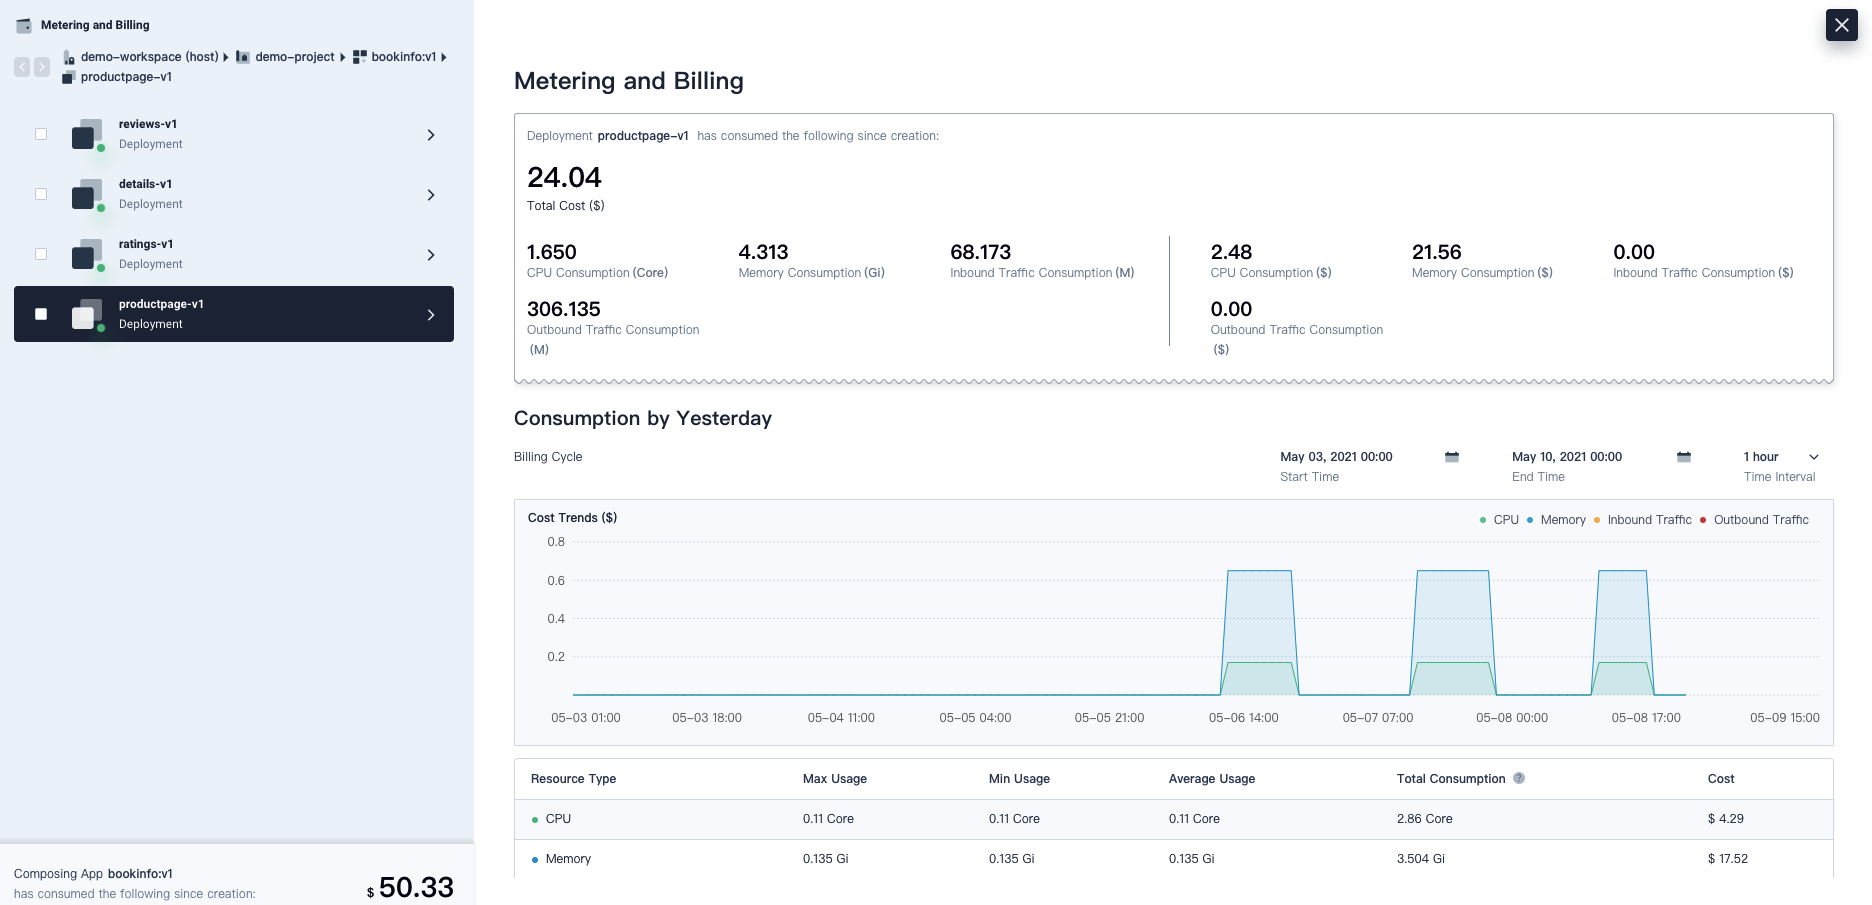 Metering and Billing
demo-workspace (host) demo-project bookinfo:v1
productpage-v1
reviews-v1
Deployment
details-v1
Deployment
ratings-v1
Deployment
productpage-v1
Deployment
Composing App bookinfo:v1
has consumed the following since creation:
$ 50.33
Metering and Billing
Deployment productpage-v1 has consumed the following since creation:
24.04
Total Cost ($)
1.650 4.313 68.173 2.48 21.56 0.00
CPU Consumption (Core) Memory Consumption (Gi) Inbound Traffic Consumption (M) CPU Consumption ($) Memory Consumption ($) Inbound Traffic Consumption ($)
306.135 0.00
Outbound Traffic Consumption Outbound Traffic Consumption
(M) ($)
Consumption by Yesterday
Billing Cycle May 03, 2021 00:00 May 10, 2021 00:00 1 hour
Start Time End Time Time Interval
Cost Trends ($) CPU Memory Inbound Traffic Outbound Traffic
0.8
0.6
0.4
0.2
05-03 01:00 05-03 18:00 05-04 11:00 05-05 04:00 05-05 21:00 05-06 14:00 05-07 07:00 05-08 00:00 05-08 17:00 05-09 15:00
Resource Type Max Usage Min Usage Average Usage Total Consumption ? Cost
CPU 0.11 Core 0.11 Core 0.11 Core 2.86 Core $ 4.29
Memory 0.135 Gi 0.135 Gi 0.135 Gi 3.504 Gi $ 17.52